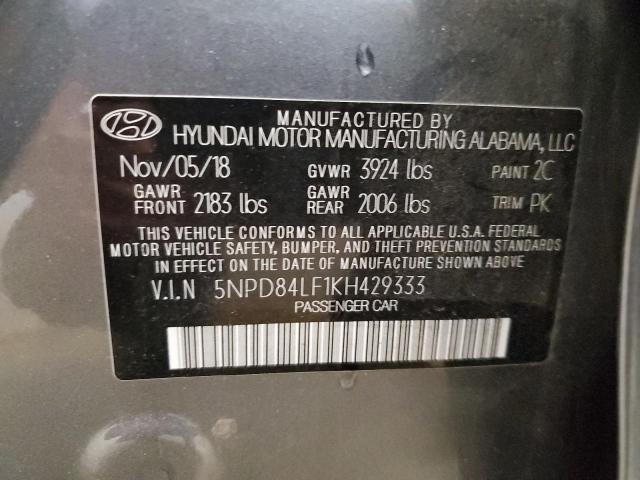 MANUFACTURED BY
HYUNDAI MOTOR MANUFACTURING ALABAMA, LLC
Nov/05/18 GVWR 3924 lbs PAINT 2C
GAWR FRONT 2183 lbs GAWR REAR 2006 lbs TRIM PK
THIS VEHICLE CONFORMS TO ALL APPLICABLE U.S.A. FEDERAL
MOTOR VEHICLE SAFETY, BUMPER, AND THEFT PREVENTION STANDARDS
IN EFFECT ON THE DATE OF MANUFACTURE SHOWN ABOVE
V.I.N 5NPD84LF1KH429333
PASSENGER CAR